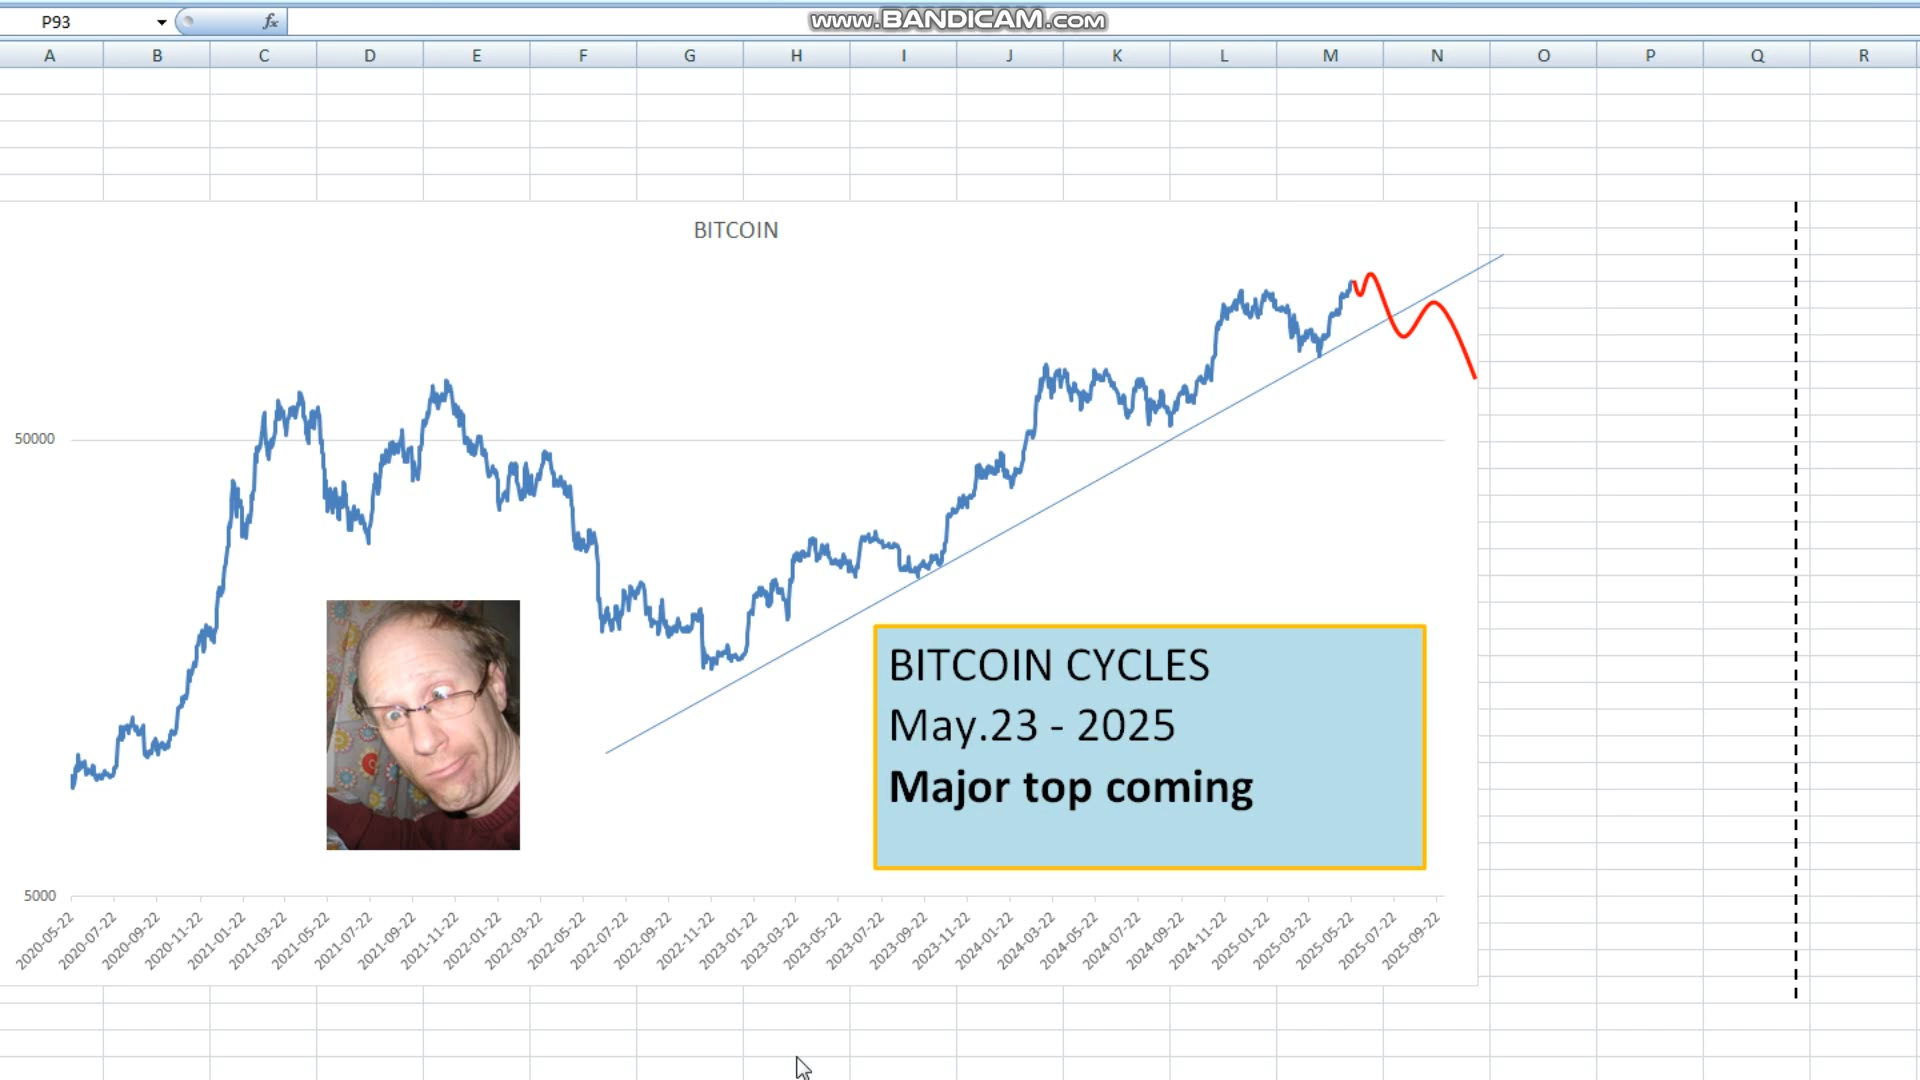 P93
fx
www.BANDICAM.com
A B C D E F G H I J K L M N O P Q R
BITCOIN
50000
BITCOIN CYCLES
May.23 - 2025
Major top coming
5000
2020-05-22 2020-07-22 2020-09-22 2020-11-22 2021-01-22 2021-03-22 2021-05-22 2021-07-22 2021-09-22 2021-11-22 2022-01-22 2022-03-22 2022-05-22 2022-07-22 2022-09-22 2022-11-22 2023-01-22 2023-03-22 2023-05-22 2023-07-22 2023-09-22 2023-11-22 2024-01-22 2024-03-22 2024-05-22 2024-07-22 2024-09-22 2024-11-22 2025-01-22 2025-03-22 2025-05-22 2025-07-22 2025-09-22